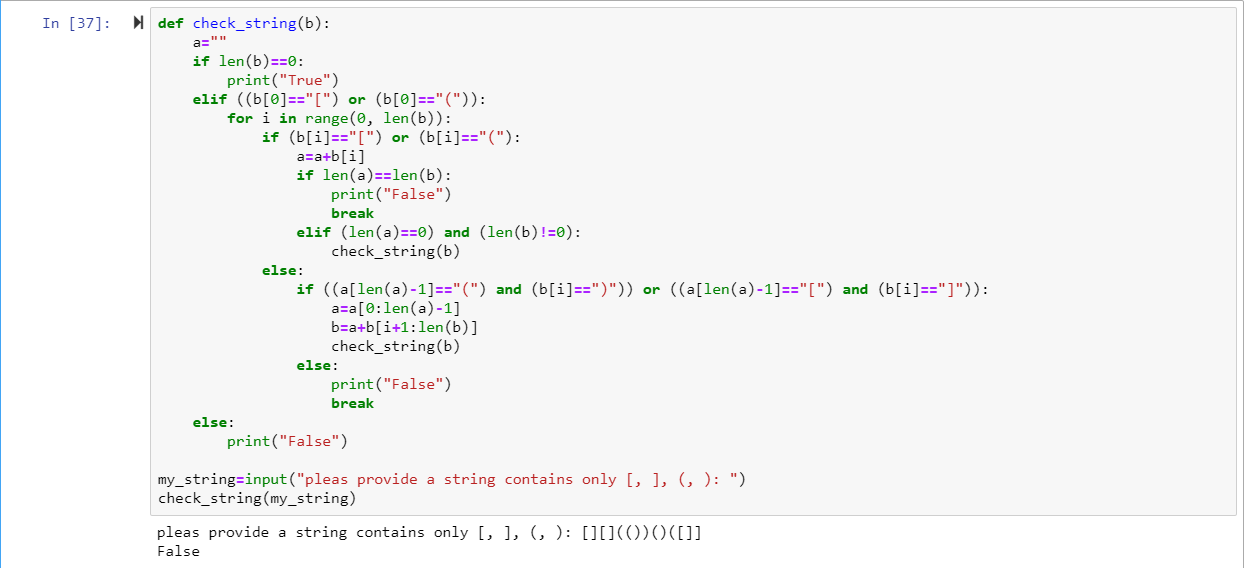 In [37]:
def check_string(b):
    a=""
    if len(b)==0:
        print("True")
    elif ((b[0]=="[") or (b[0]=="(")):
        for i in range(0, len(b)):
            if (b[i]=="[") or (b[i]=="("):
                a=a+b[i]
                if len(a)==len(b):
                    print("False")
                    break
                elif (len(a)==0) and (len(b)!=0):
                    check_string(b)
            else:
                if ((a[len(a)-1]=="(") and (b[i]==")")) or ((a[len(a)-1]=="[") and (b[i]=="]")):
                    a=a[0:len(a)-1]
                    b=a+b[i+1:len(b)]
                    check_string(b)
                else:
                    print("False")
                    break
    else:
        print("False")
my_string=input("pleas provide a string contains only [, ], (, ): ")
check_string(my_string)
pleas provide a string contains only [, ], (, ): [][](())()([]]
False